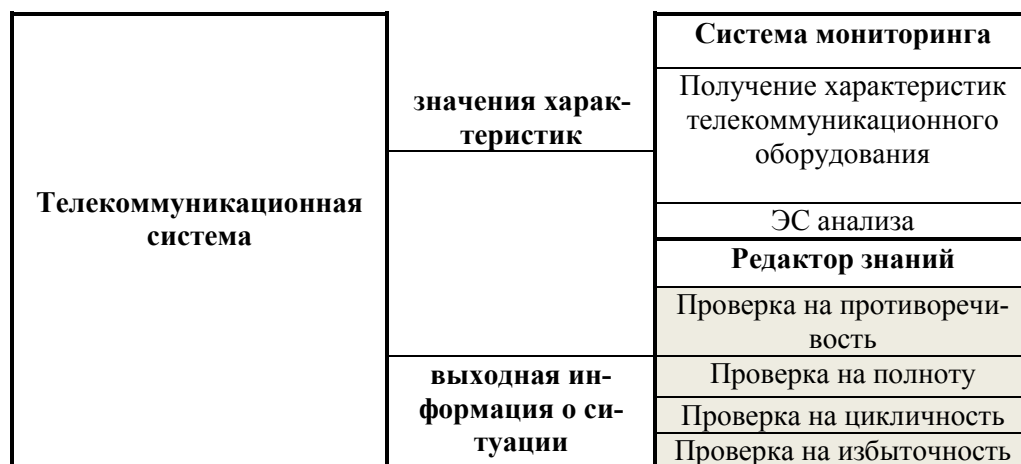 Телекоммуникационная
система
значения харак-
теристик
выходная ин-
формация о си-
туации
Система мониторинга
Получение характеристик
телекоммуникационного
оборудования
ЭС анализа
Редактор знаний
Проверка на противоречи-
вость
Проверка на полноту
Проверка на цикличность
Проверка на избыточность